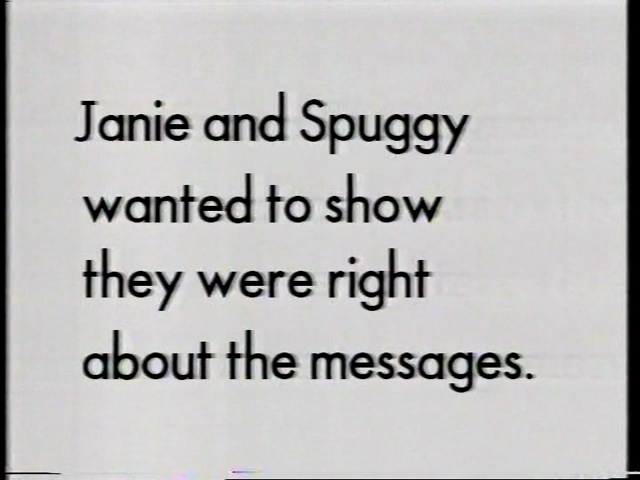 Janie and Spuggy
wanted to show
they were right
about the messages.